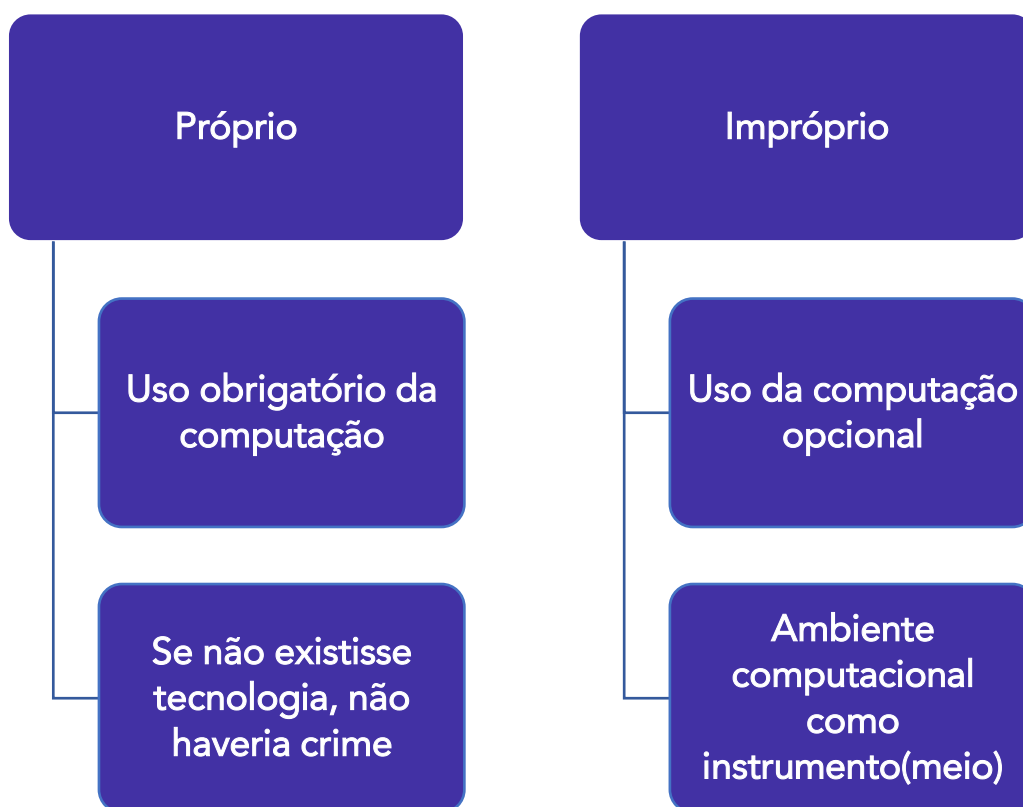 Próprio
Uso obrigatório da
computação
Se não existisse
tecnologia, não
haveria crime
Impróprio
Uso da computação
opcional
Ambiente
computacional
como
instrumento(meio)